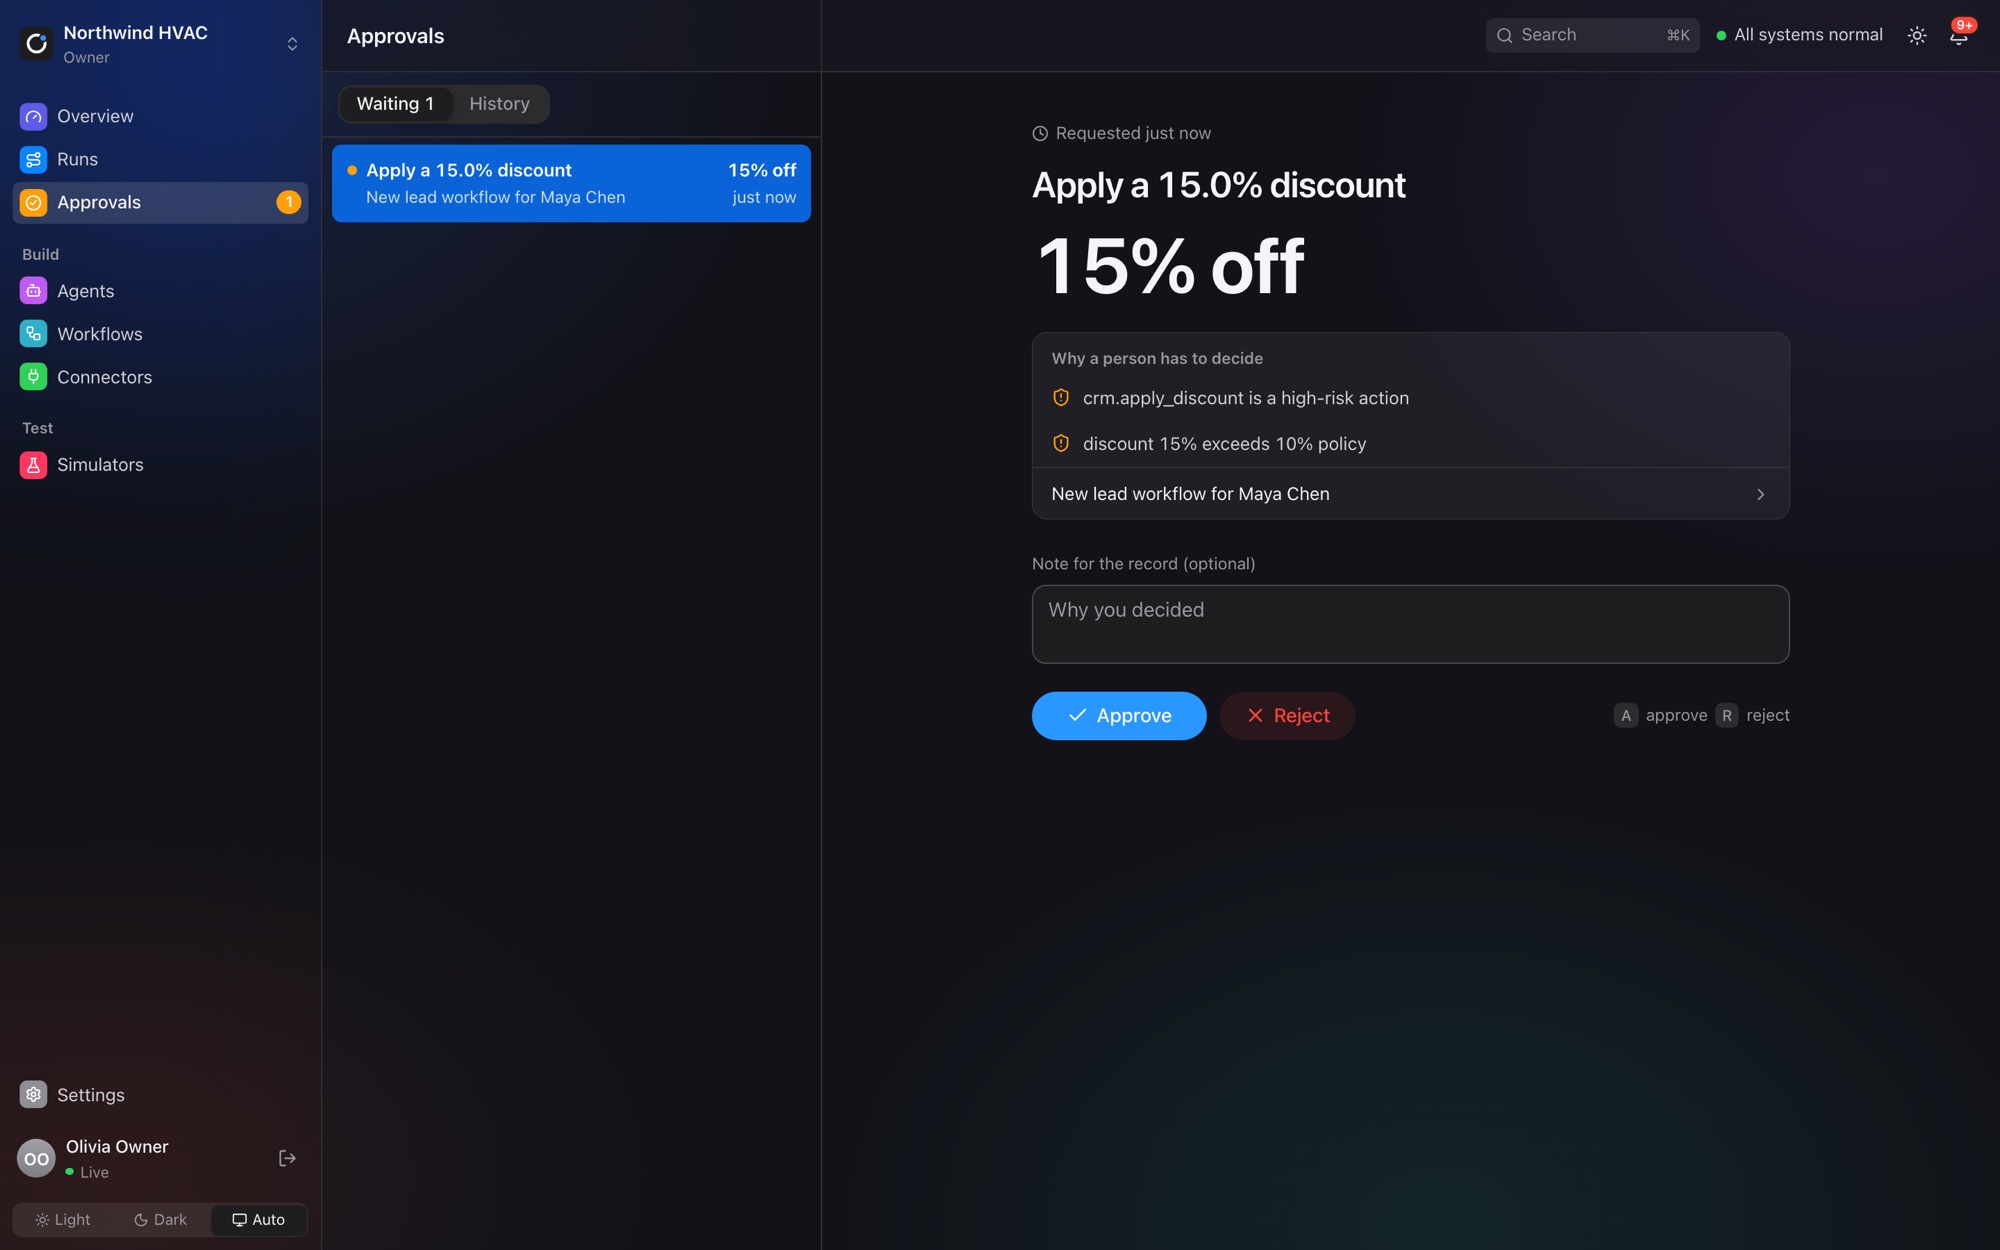 Northwind HVAC
Owner
Overview
Runs
Approvals
1
Build
Agents
Workflows
Connectors
Test
Simulators
Settings
OO
Olivia Owner
Live
Light
Dark
Auto
Approvals
Waiting 1
History
Apply a 15.0% discount
15% off
New lead workflow for Maya Chen
just now
Search
⌘K
All systems normal
9+
Requested just now
Apply a 15.0% discount
15% off
Why a person has to decide
crm.apply_discount is a high-risk action
discount 15% exceeds 10% policy
New lead workflow for Maya Chen
Note for the record (optional)
Why you decided
Approve
Reject
A approve R reject